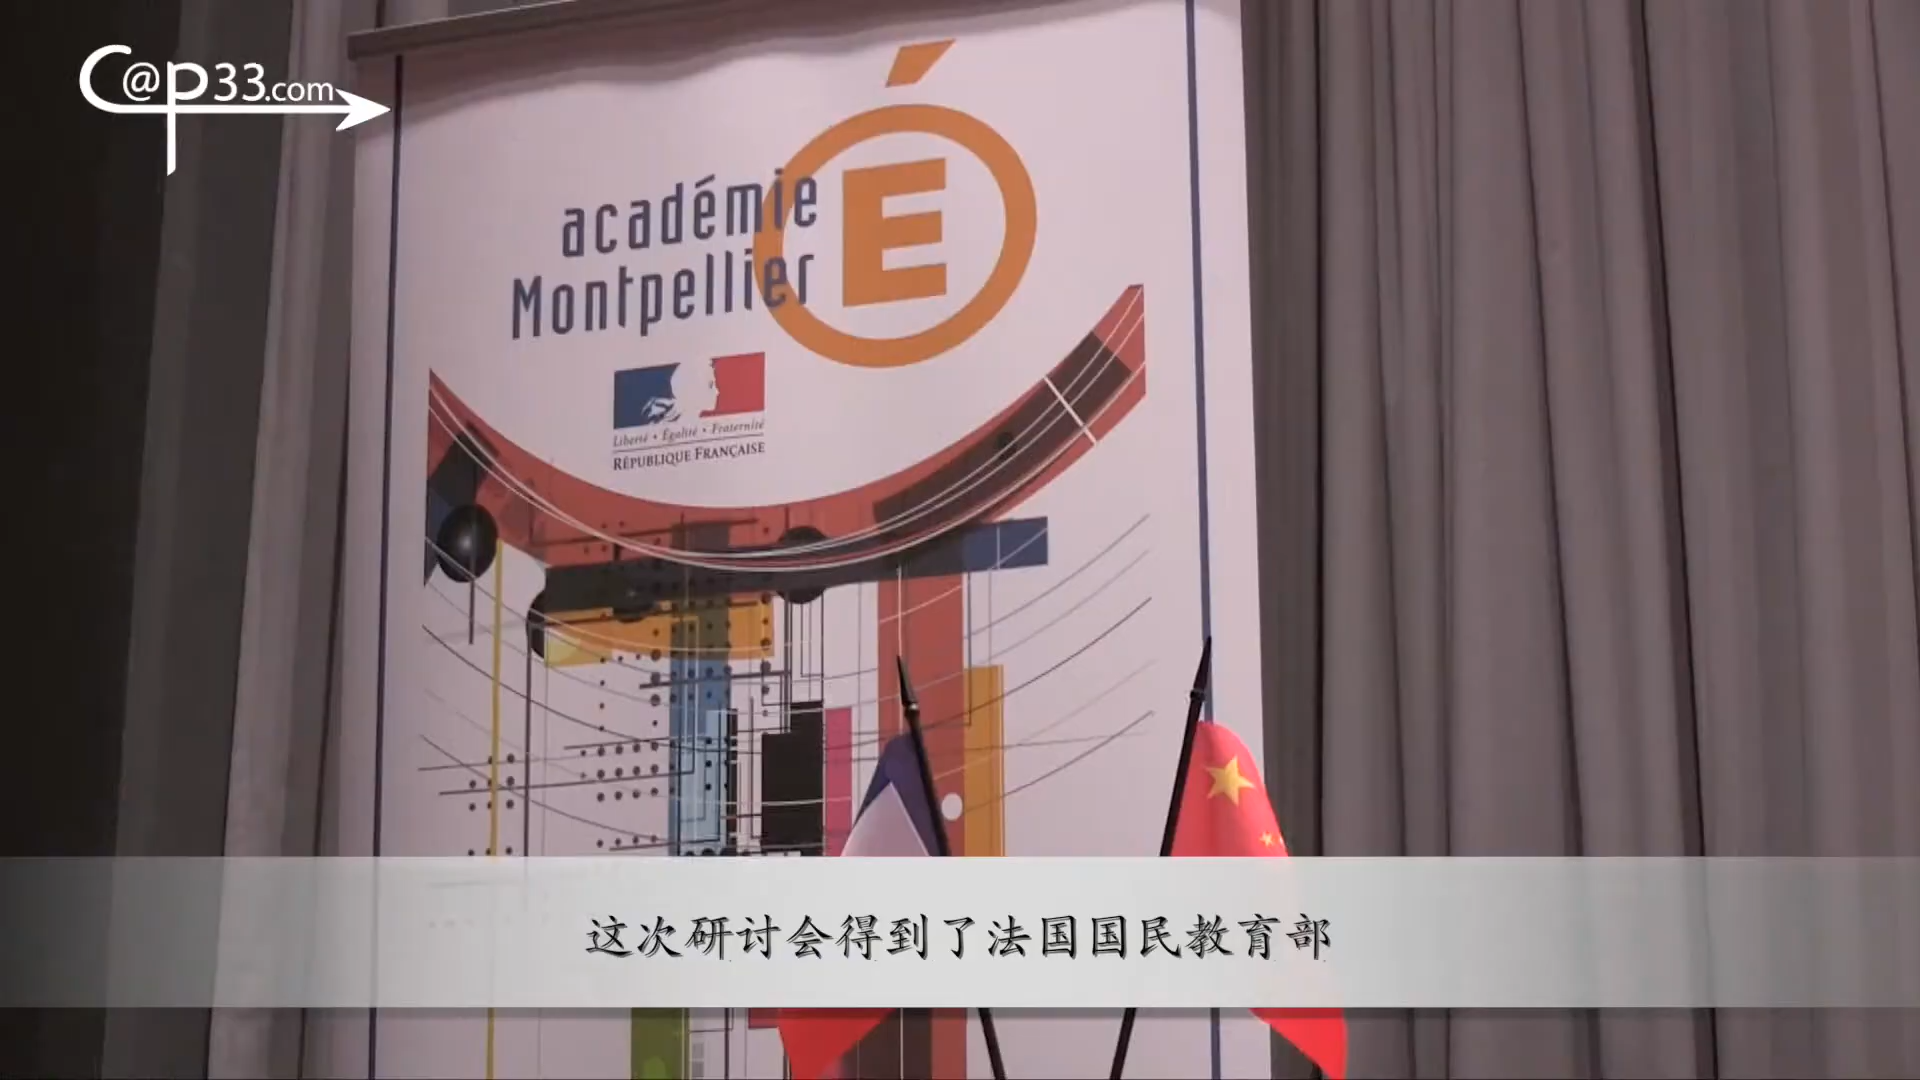 C@p33.com
académie
Montpellier
É
Liberté • Égalité • Fraternité
RÉPUBLIQUE FRANÇAISE
这次研讨会得到了法国国民教育部